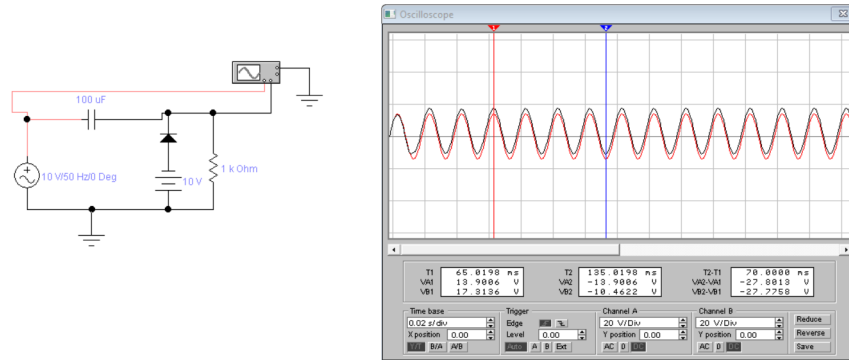 Oscilloscope
1 2
100 uF
10 V/50 Hz/0 Deg
10 V
1 k Ohm
T1 65.0198 ms
VA1 13.9006 V
VB1 17.3136 V
T2 135.0198 ms
VA2 -13.9006 V
VB2 -10.4622 V
T2-T1 70.0000 ms
VA2-VA1 -27.8013 V
VB2-VB1 -27.7758 V
Time base
0.02 s/div
X position 0.00
Y/T B/A A/B
Trigger
Edge
Level 0.00
Auto A B Ext
Channel A
20 V/Div
Y position 0.00
AC 0 DC
Channel B
20 V/Div
Y position 0.00
AC 0 DC
Reduce
Reverse
Save